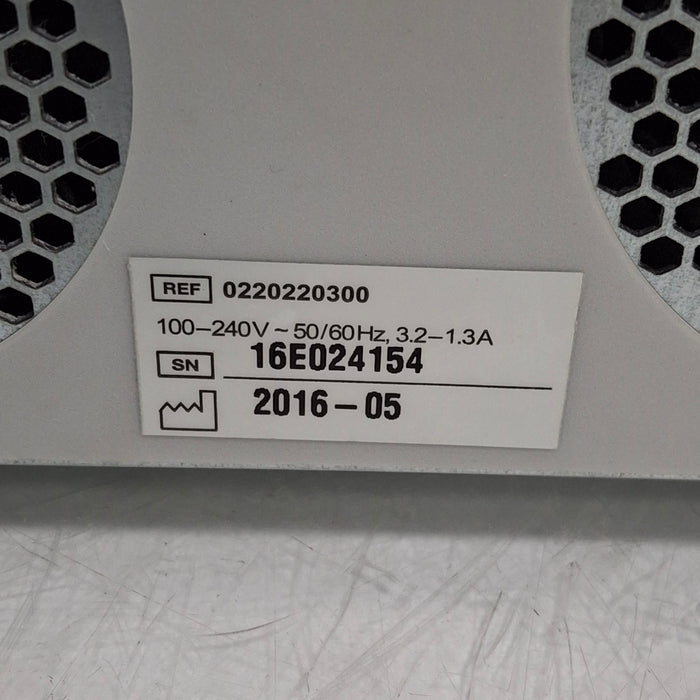 REF 0220220300
100–240V ~ 50/60Hz, 3.2–1.3A
SN 16E024154
2016 – 05